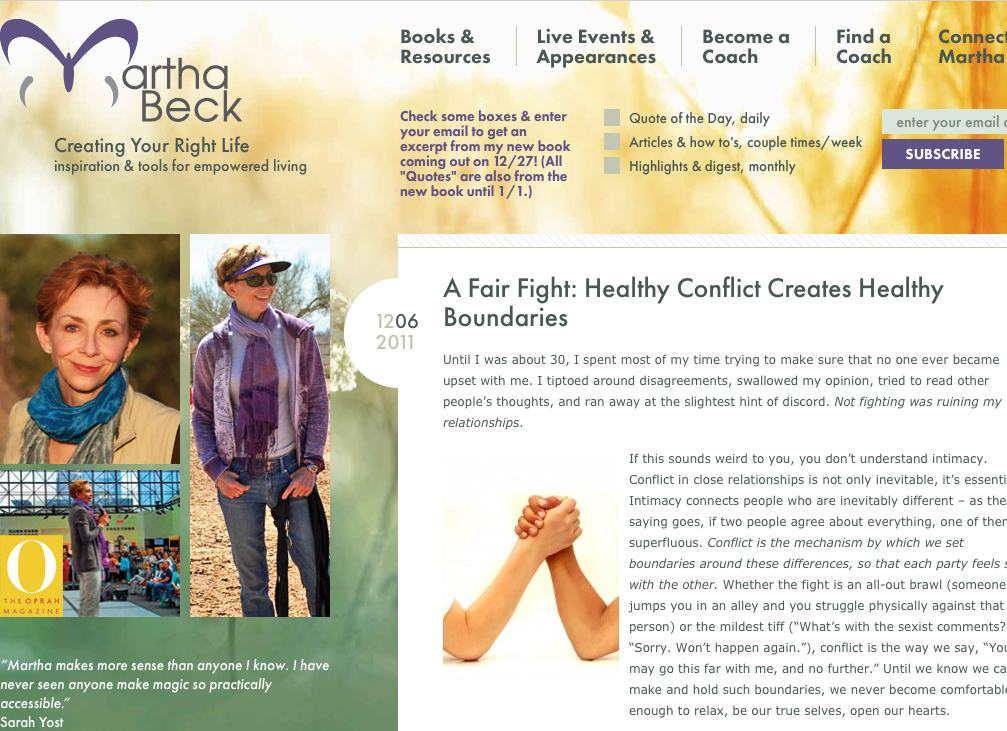 Martha
Beck
Creating Your Right Life
inspiration & tools for empowered living
Books &
Resources
Live Events &
Appearances
Become a
Coach
Find a
Coach
Connect
Martha
Check some boxes & enter
your email to get an
excerpt from my new book
coming out on 12/27! (All
"Quotes" are also from the
new book until 1/1.)
Quote of the Day, daily
Articles & how to's, couple times/week
Highlights & digest, monthly
enter your email
SUBSCRIBE
O
THE OPRAH
MAGAZINE
“Martha makes more sense than anyone I know. I have
never seen anyone make magic so practically
accessible.”
Sarah Yost
1206
2011
A Fair Fight: Healthy Conflict Creates Healthy
Boundaries
Until I was about 30, I spent most of my time trying to make sure that no one ever became
upset with me. I tiptoed around disagreements, swallowed my opinion, tried to read other
people’s thoughts, and ran away at the slightest hint of discord. Not fighting was ruining my
relationships.
If this sounds weird to you, you don’t understand intimacy.
Conflict in close relationships is not only inevitable, it’s essenti
Intimacy connects people who are inevitably different – as the
saying goes, if two people agree about everything, one of them
superfluous. Conflict is the mechanism by which we set
boundaries around these differences, so that each party feels s
with the other. Whether the fight is an all-out brawl (someone
jumps you in an alley and you struggle physically against that
person) or the mildest tiff (“What’s with the sexist comments?
“Sorry. Won’t happen again.”), conflict is the way we say, “You
may go this far with me, and no further.” Until we know we ca
make and hold such boundaries, we never become comfortable
enough to relax, be our true selves, open our hearts.